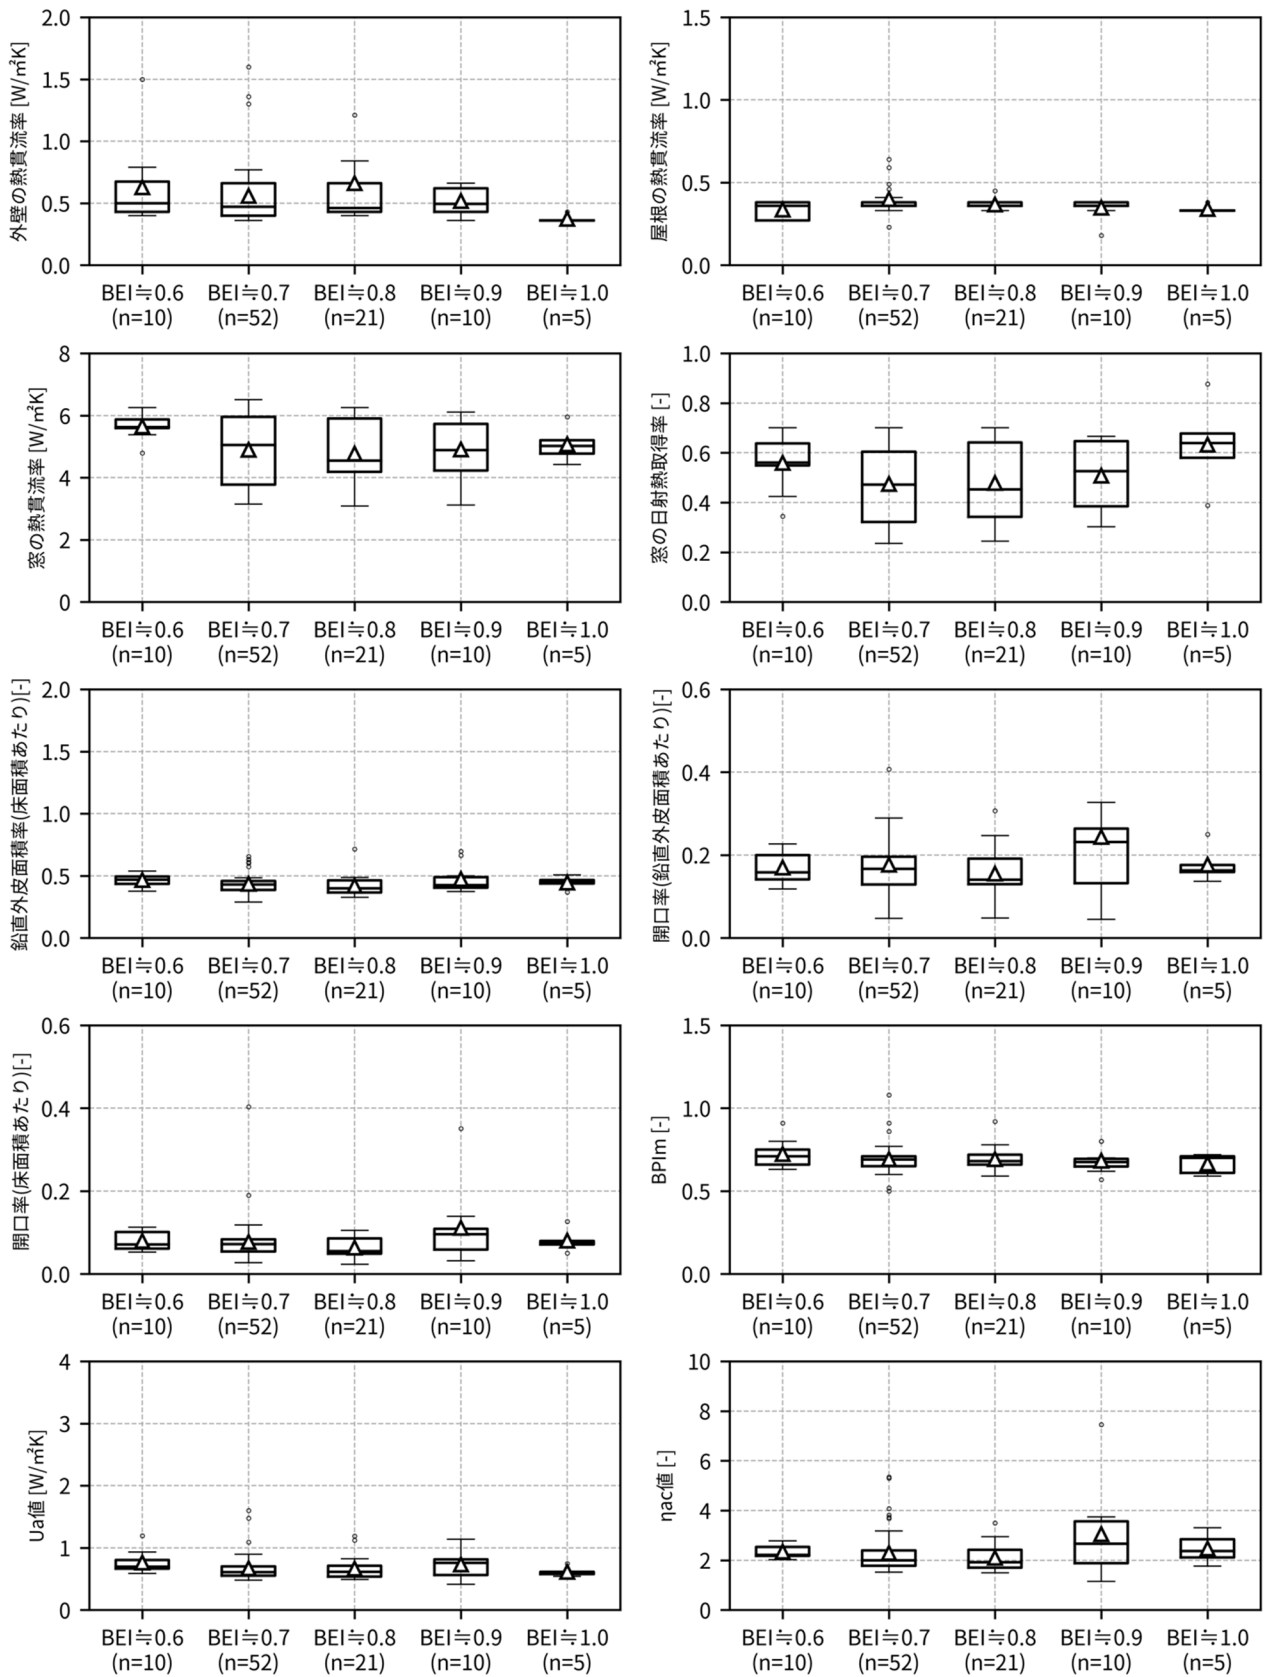 外壁の熱貫流率 [W/㎡K]
2.0
1.5
1.0
0.5
0.0
BEI≒0.6 BEI≒0.7 BEI≒0.8 BEI≒0.9 BEI≒1.0
(n=10) (n=52) (n=21) (n=10) (n=5)
屋根の熱貫流率 [W/㎡K]
1.5
1.0
0.5
0.0
BEI≒0.6 BEI≒0.7 BEI≒0.8 BEI≒0.9 BEI≒1.0
(n=10) (n=52) (n=21) (n=10) (n=5)
窓の熱貫流率 [W/㎡K]
8
6
4
2
0
BEI≒0.6 BEI≒0.7 BEI≒0.8 BEI≒0.9 BEI≒1.0
(n=10) (n=52) (n=21) (n=10) (n=5)
窓の日射熱取得率 [-]
1.0
0.8
0.6
0.4
0.2
0.0
BEI≒0.6 BEI≒0.7 BEI≒0.8 BEI≒0.9 BEI≒1.0
(n=10) (n=52) (n=21) (n=10) (n=5)
鉛直外皮面積率(床面積あたり)[-]
2.0
1.5
1.0
0.5
0.0
BEI≒0.6 BEI≒0.7 BEI≒0.8 BEI≒0.9 BEI≒1.0
(n=10) (n=52) (n=21) (n=10) (n=5)
開口率(鉛直外皮面積あたり)[-]
0.6
0.4
0.2
0.0
BEI≒0.6 BEI≒0.7 BEI≒0.8 BEI≒0.9 BEI≒1.0
(n=10) (n=52) (n=21) (n=10) (n=5)
開口率(床面積あたり)[-]
0.6
0.4
0.2
0.0
BEI≒0.6 BEI≒0.7 BEI≒0.8 BEI≒0.9 BEI≒1.0
(n=10) (n=52) (n=21) (n=10) (n=5)
BPIm [-]
1.5
1.0
0.5
0.0
BEI≒0.6 BEI≒0.7 BEI≒0.8 BEI≒0.9 BEI≒1.0
(n=10) (n=52) (n=21) (n=10) (n=5)
Ua値 [W/㎡K]
4
3
2
1
0
BEI≒0.6 BEI≒0.7 BEI≒0.8 BEI≒0.9 BEI≒1.0
(n=10) (n=52) (n=21) (n=10) (n=5)
ηac値 [-]
10
8
6
4
2
0
BEI≒0.6 BEI≒0.7 BEI≒0.8 BEI≒0.9 BEI≒1.0
(n=10) (n=52) (n=21) (n=10) (n=5)